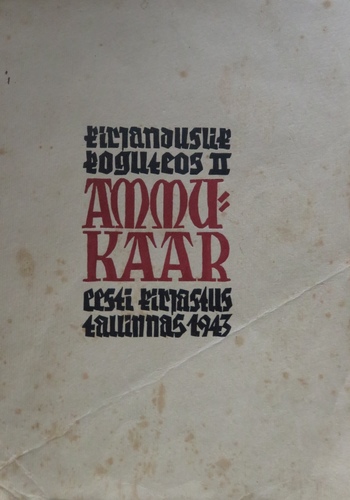 kirjanduslik
koguteos II
AMMU=
KAAR
eesti kirjastus
tallinnas 1943